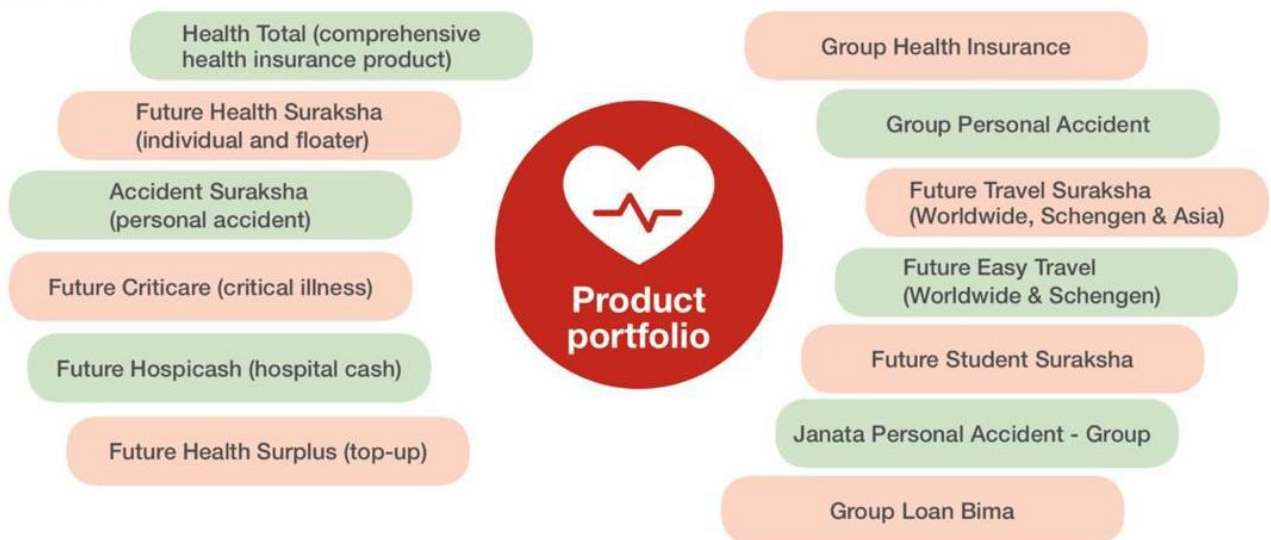 Health Total (comprehensive
health insurance product)
Future Health Suraksha
(individual and floater)
Accident Suraksha
(personal accident)
Future Criticare (critical illness)
Future Hospicash (hospital cash)
Future Health Surplus (top-up)
Product
portfolio
Group Health Insurance
Group Personal Accident
Future Travel Suraksha
(Worldwide, Schengen & Asia)
Future Easy Travel
(Worldwide & Schengen)
Future Student Suraksha
Janata Personal Accident - Group
Group Loan Bima